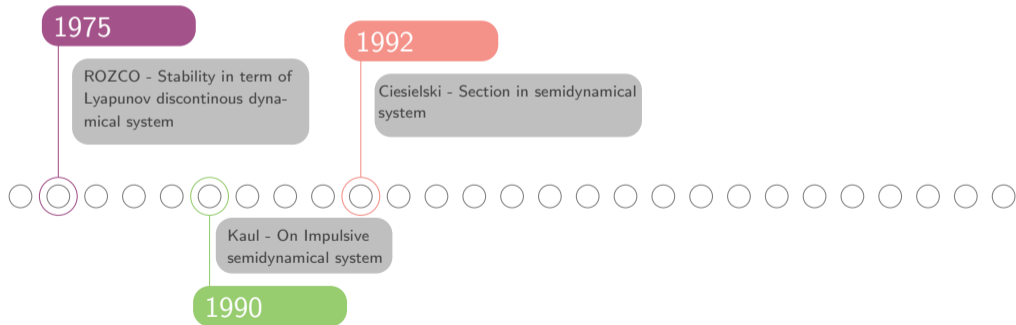 1975
ROZCO - Stability in term of
Lyapunov discontinous dyna-
mical system
1992
Ciesielski - Section in semidynamical
system
Kaul - On Impulsive
semidynamical system
1990